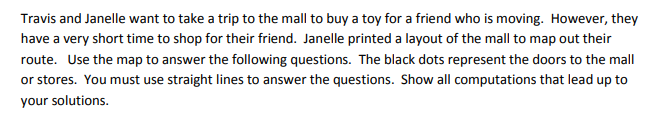 Travis and Janelle want to take a trip to the mall to buy a toy for a friend who is moving.  However, they
have a very short time to shop for their friend.  Janelle printed a layout of the mall to map out their
route.   Use the map to answer the following questions.  The black dots represent the doors to the mall
or stores.  You must use straight lines to answer the questions.  Show all computations that lead up to
your solutions.